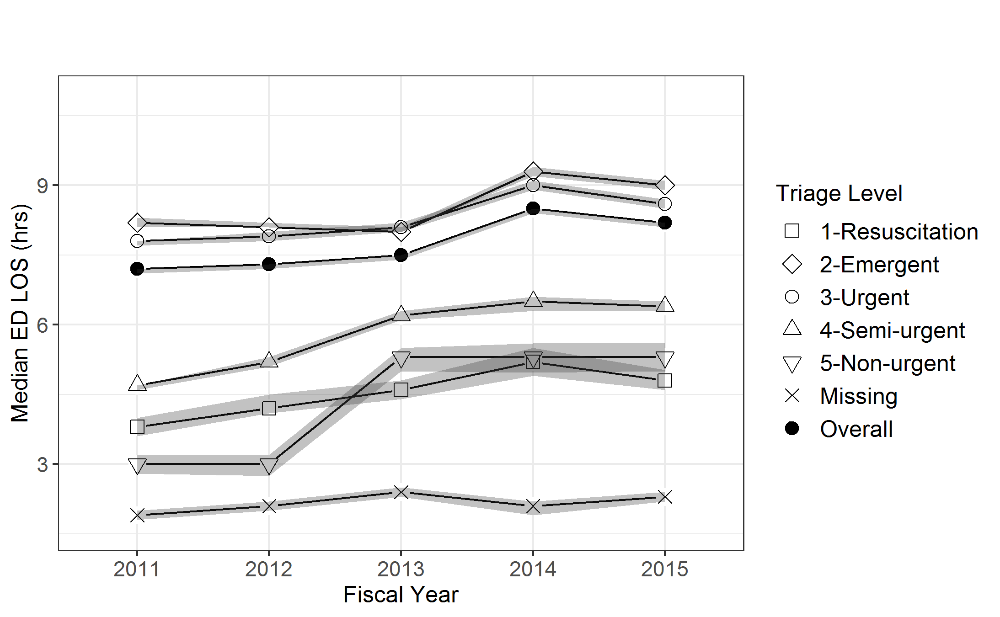 Median ED LOS (hrs)
9
6
3
2011 2012 2013 2014 2015
Fiscal Year
Triage Level
1-Resuscitation
2-Emergent
3-Urgent
4-Semi-urgent
5-Non-urgent
Missing
Overall